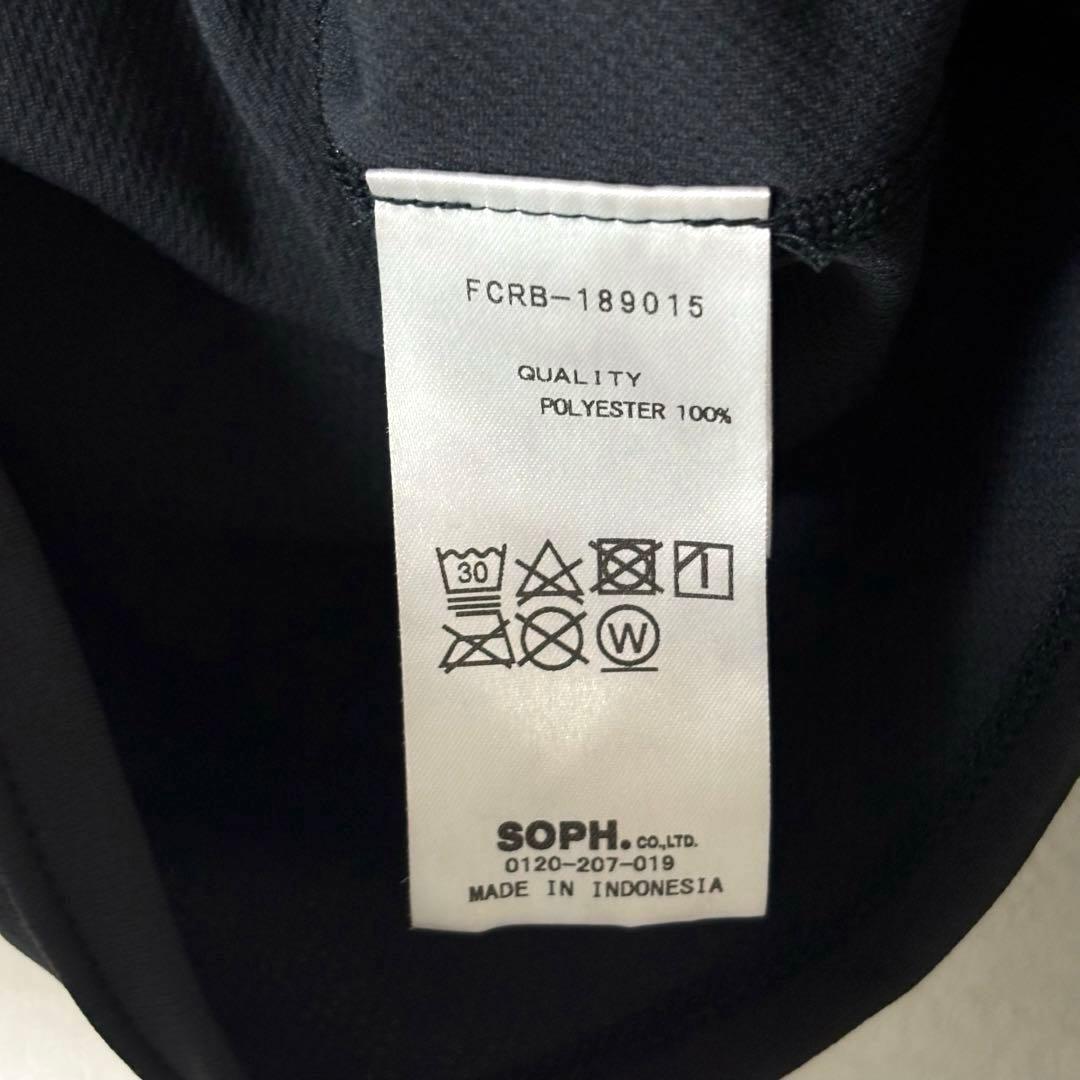 FCRB-189015
QUALITY
POLYESTER 100%
30
W
SOPH. CO.,LTD.
0120-207-019
MADE IN INDONESIA